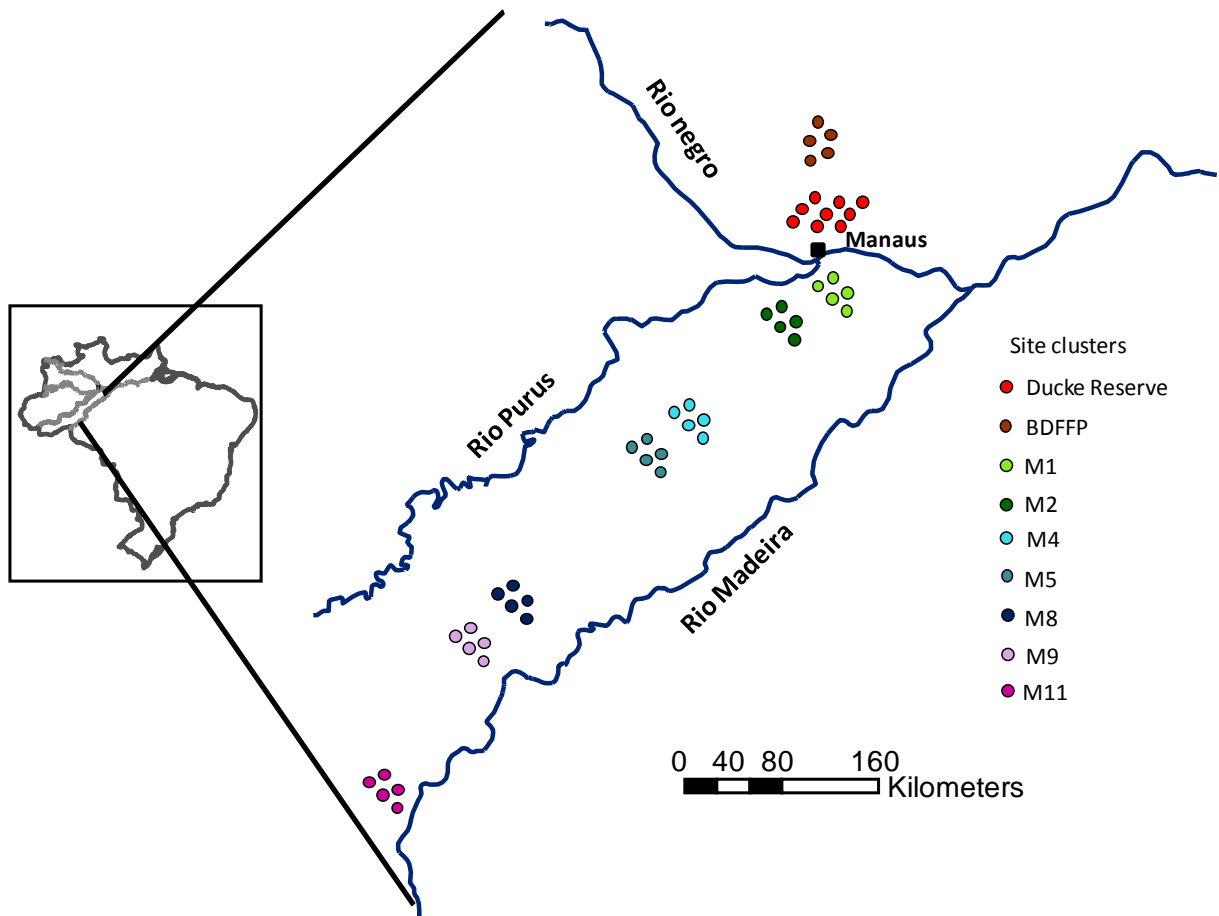 Rio negro
Manaus
Rio Purus
Rio Madeira
Site clusters
Ducke Reserve
BDFFP
M1
M2
M4
M5
M8
M9
M11
0 40 80 160
Kilometers